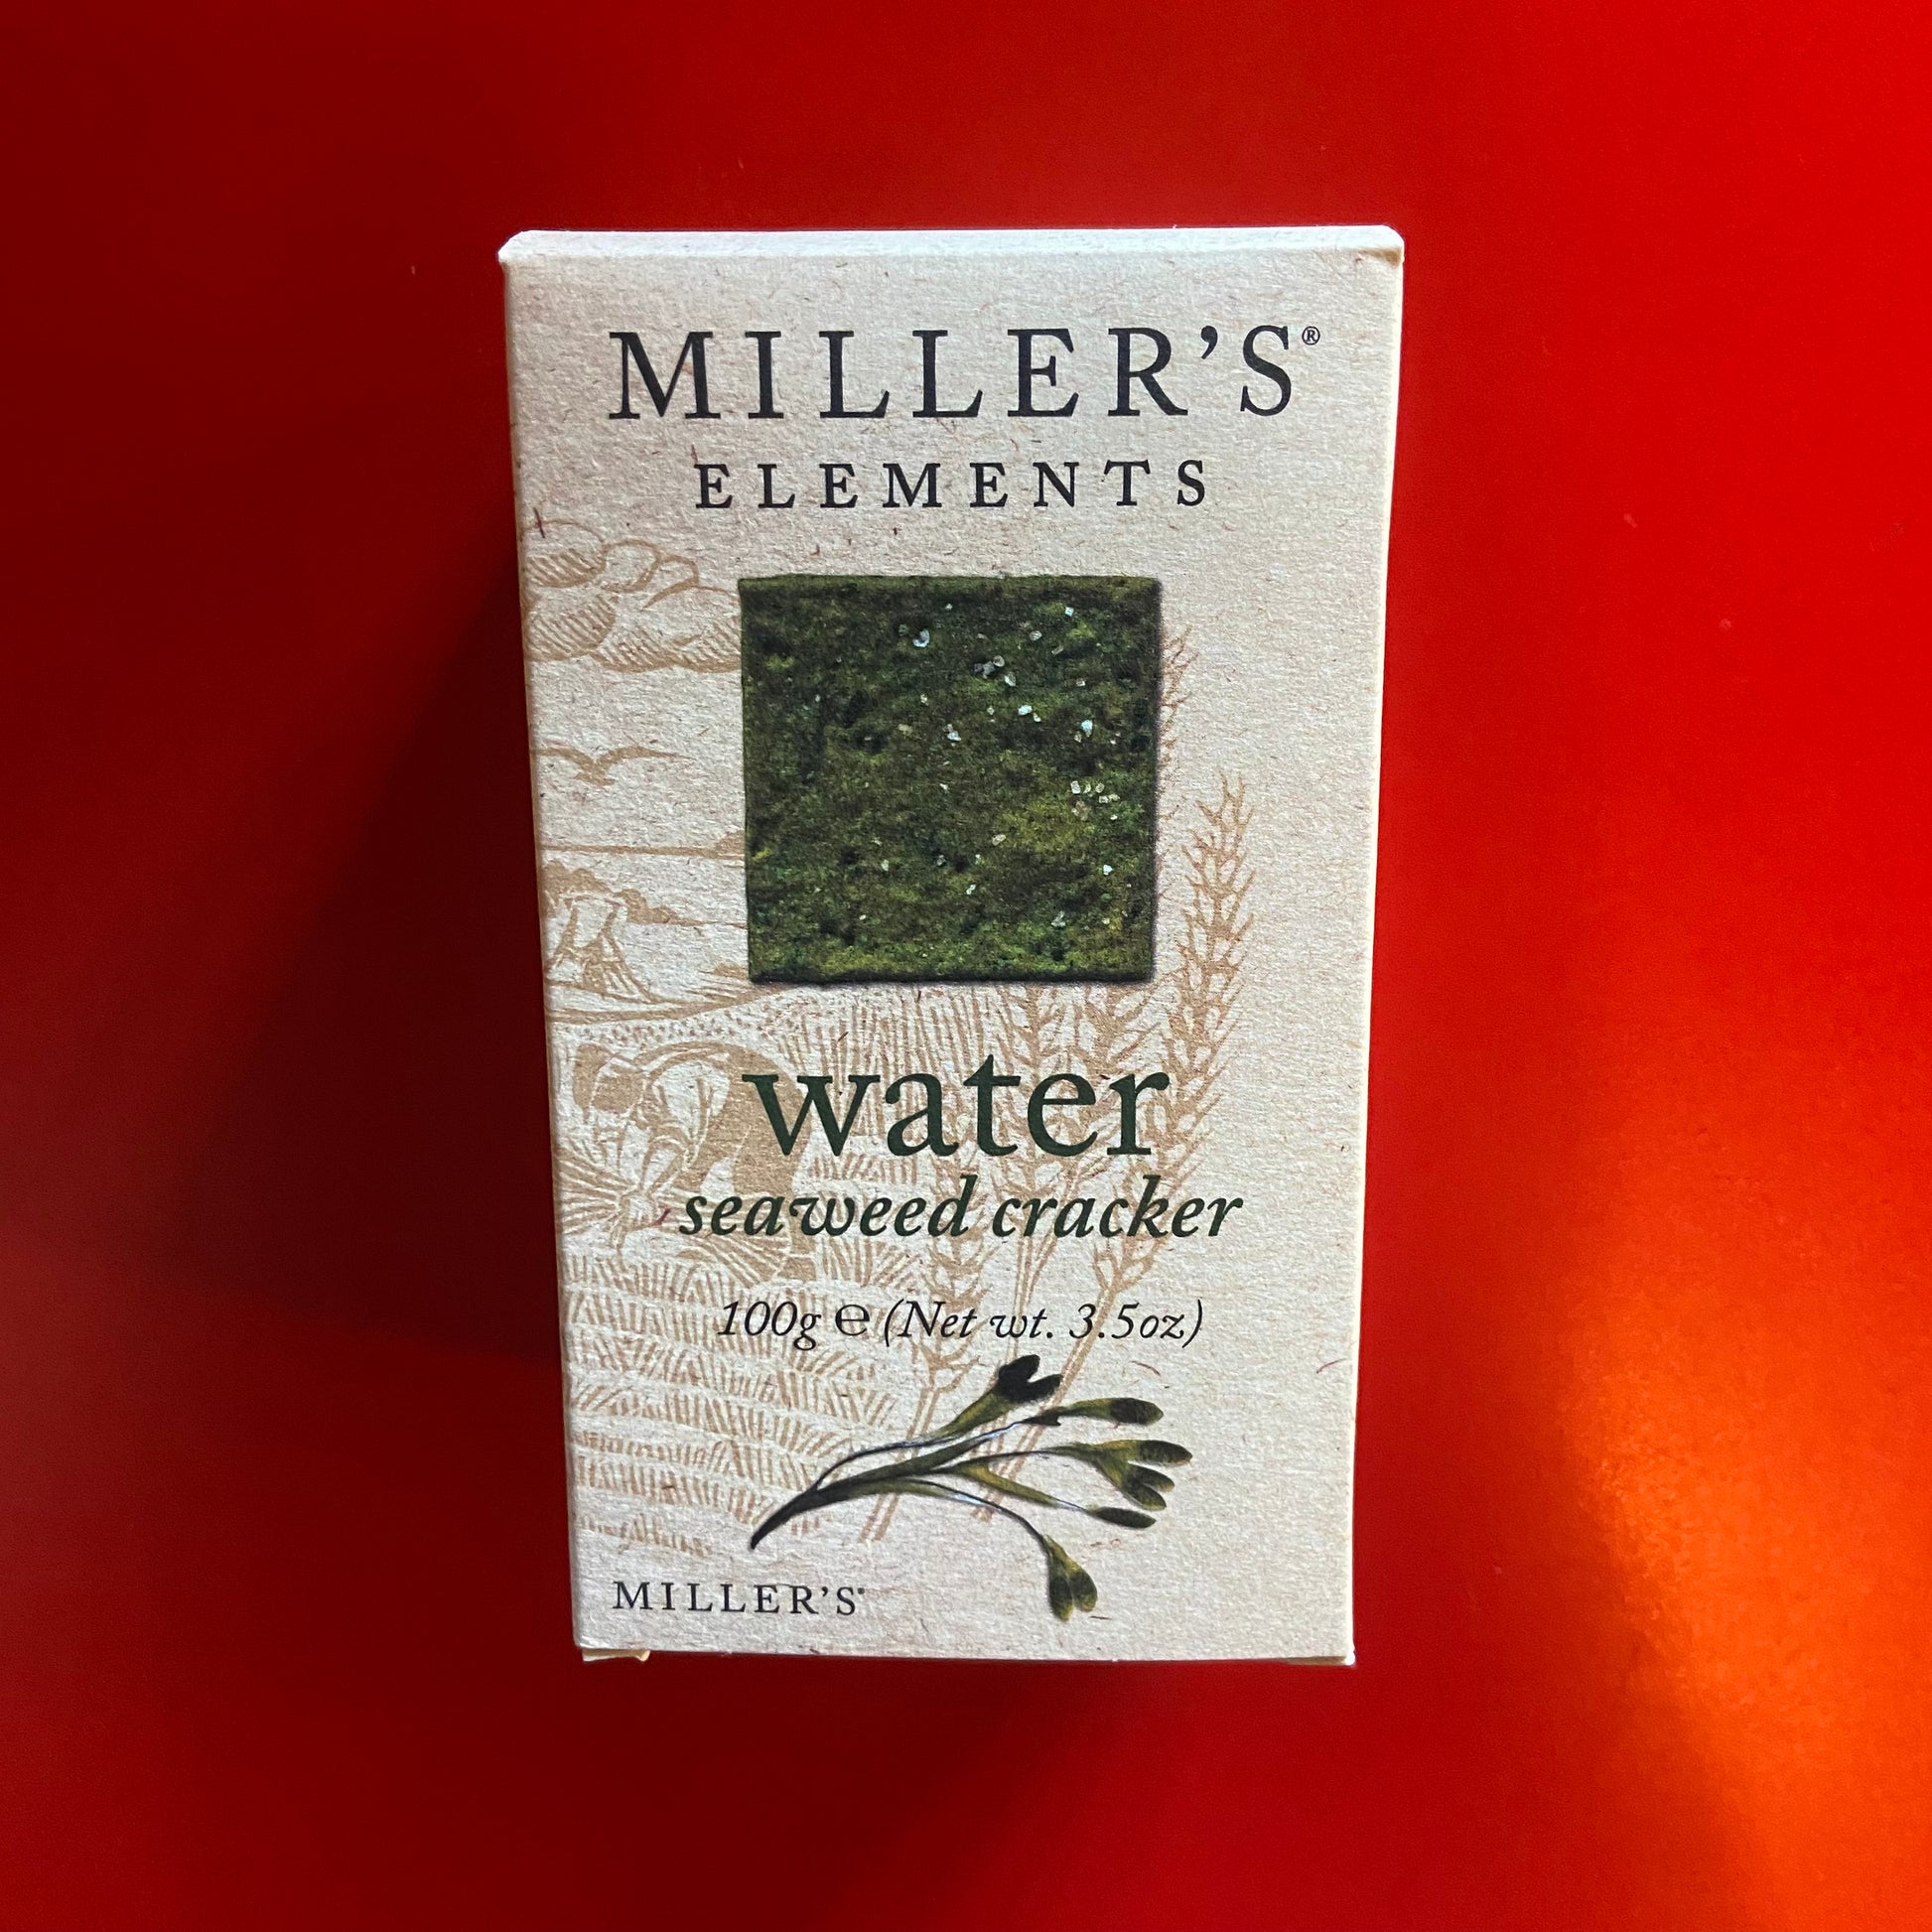 MILLER'S®
ELEMENTS
water
seaweed cracker
100g ℮ (Net wt. 3.5oz)
MILLER'S®